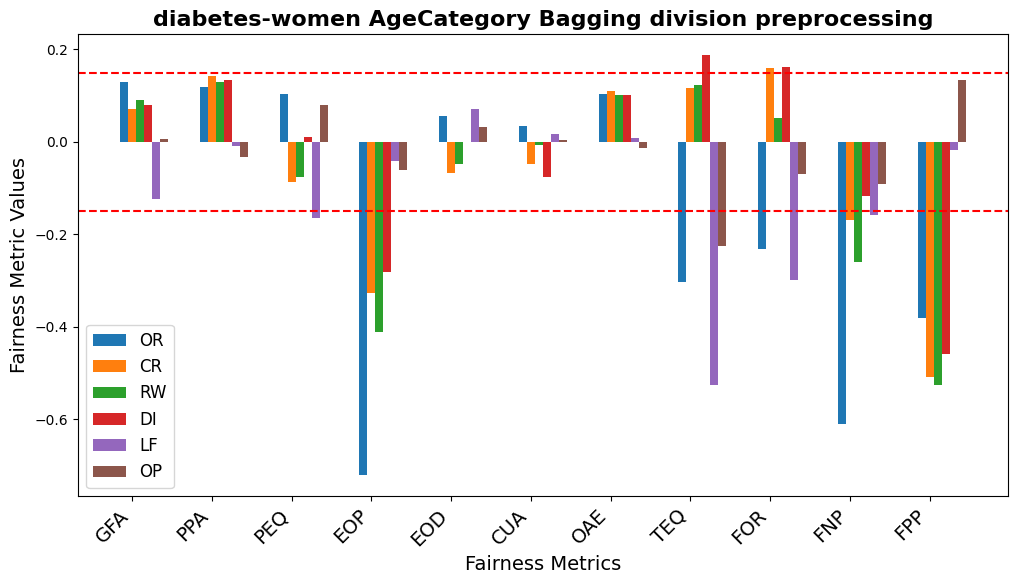 diabetes-women AgeCategory Bagging division preprocessing
Fairness Metric Values
0.2
0.0
−0.2
−0.4
−0.6
OR
CR
RW
DI
LF
OP
GFA
PPA
PEQ
EOP
EOD
CUA
OAE
TEQ
FOR
FNP
FPP
Fairness Metrics